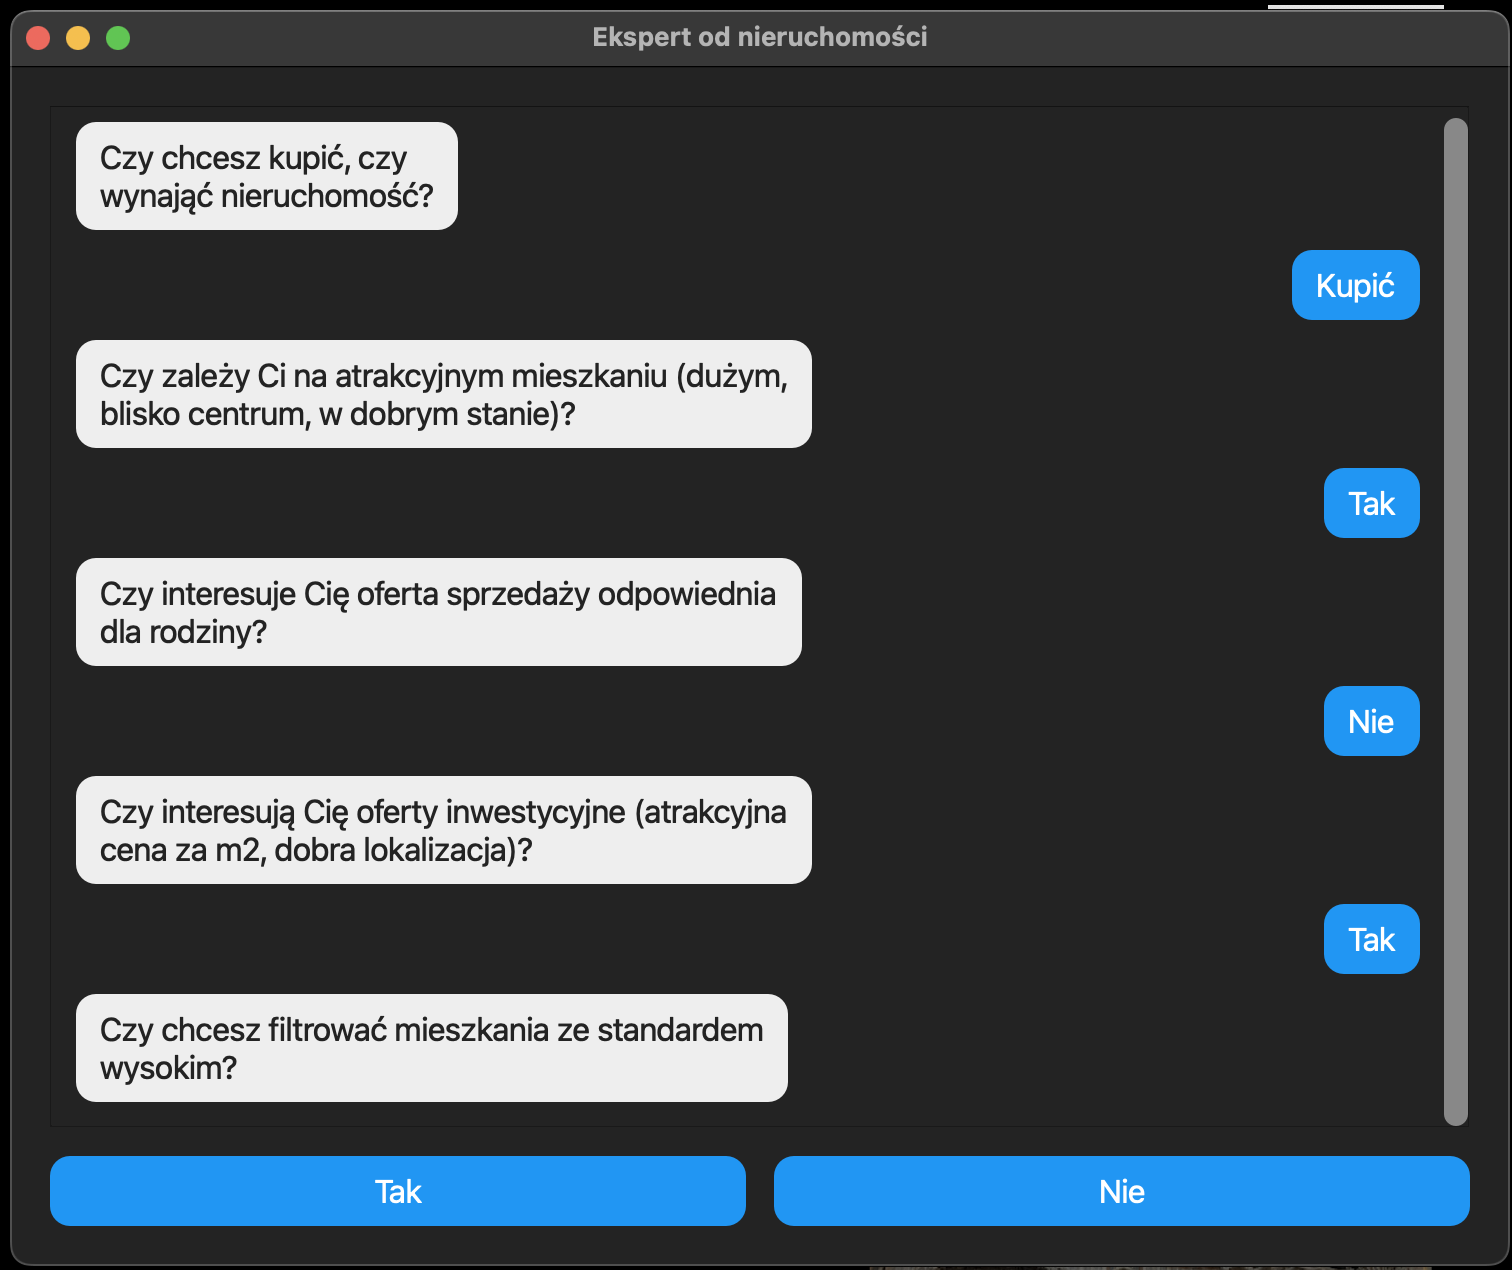 Ekspert od nieruchomości
Czy chcesz kupić, czy
wynająć nieruchomość?
Kupić
Czy zależy Ci na atrakcyjnym mieszkaniu (dużym,
blisko centrum, w dobrym stanie)?
Tak
Czy interesuje Cię oferta sprzedaży odpowiednia
dla rodziny?
Nie
Czy interesują Cię oferty inwestycyjne (atrakcyjna
cena za m2, dobra lokalizacja)?
Tak
Czy chcesz filtrować mieszkania ze standardem
wysokim?
Tak
Nie